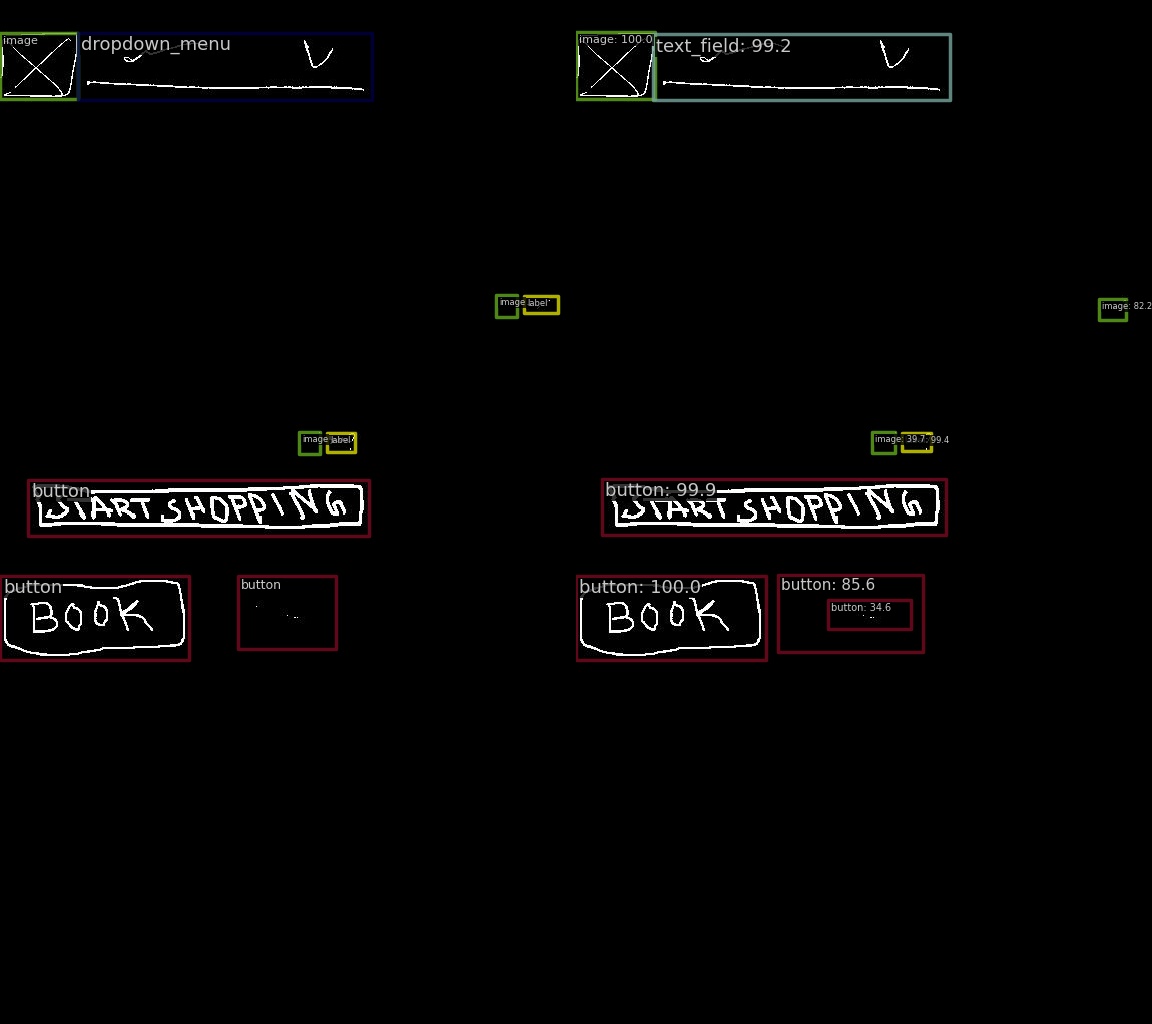 image dropdown_menu image: 100.0 text_field: 99.2
image label image: 82.2
image label image: 39.7: 99.4
button button: 99.9
START SHOPPING START SHOPPING
button button button: 100.0 button: 85.6
BOOK BOOK button: 34.6